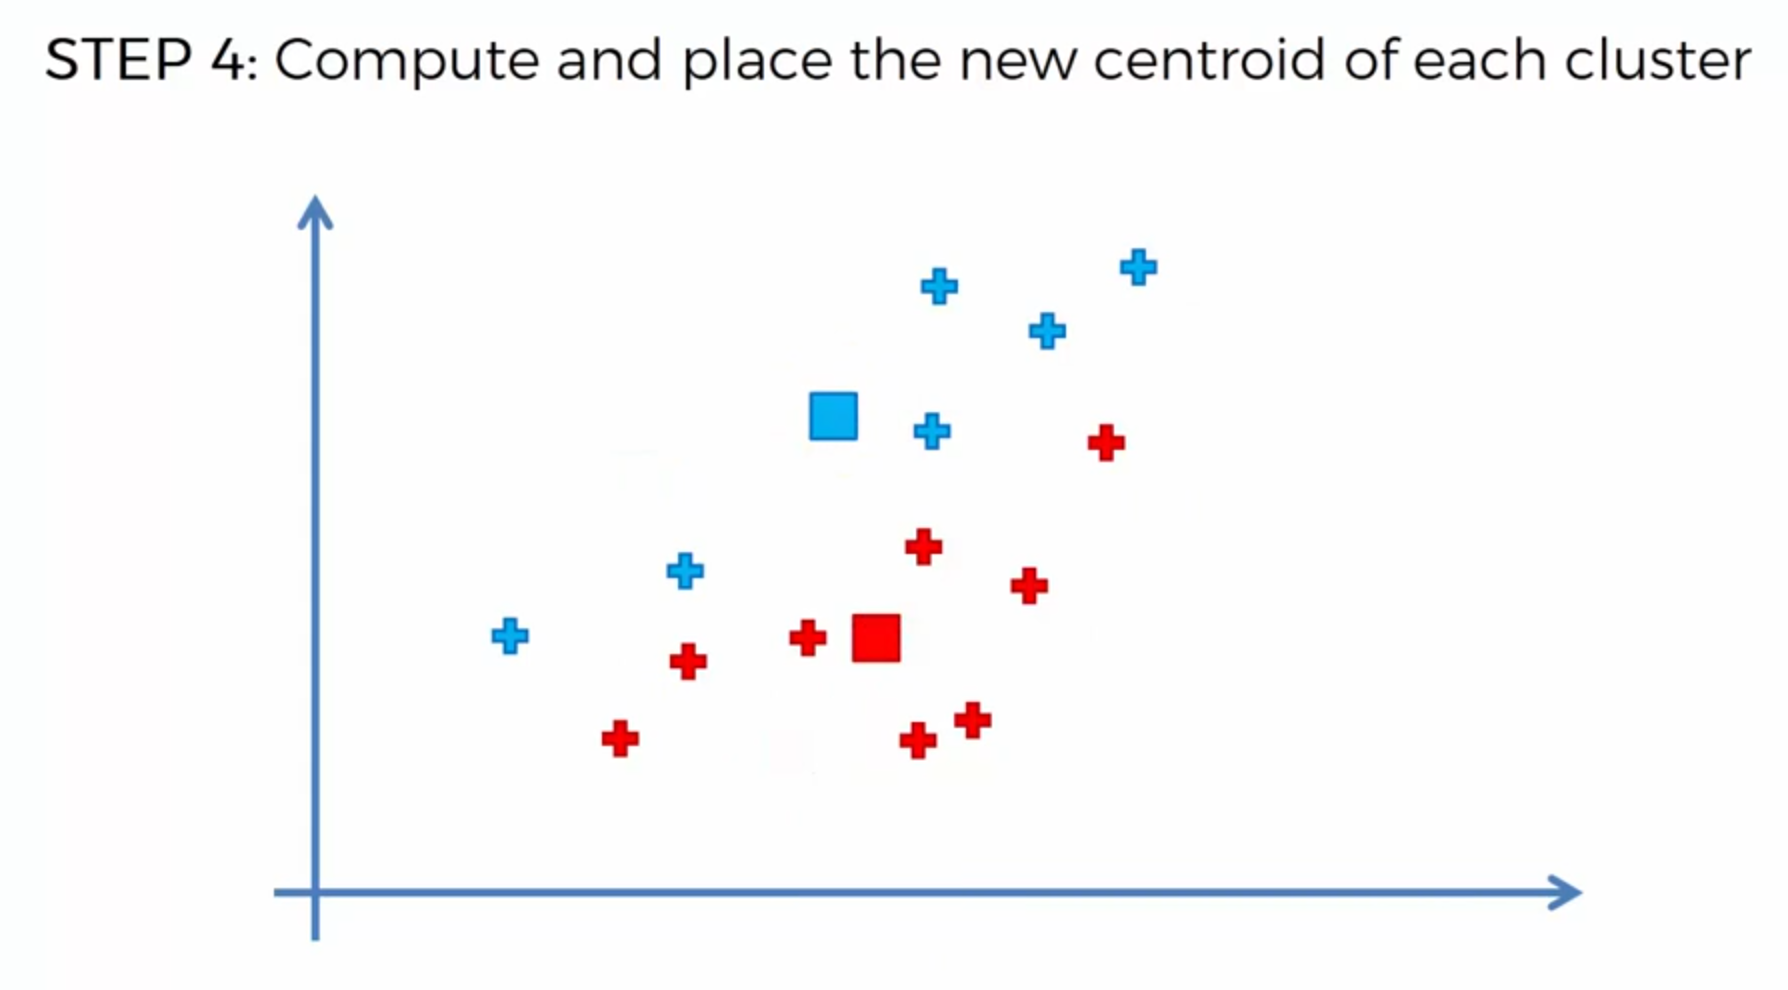 STEP 4: Compute and place the new centroid of each cluster